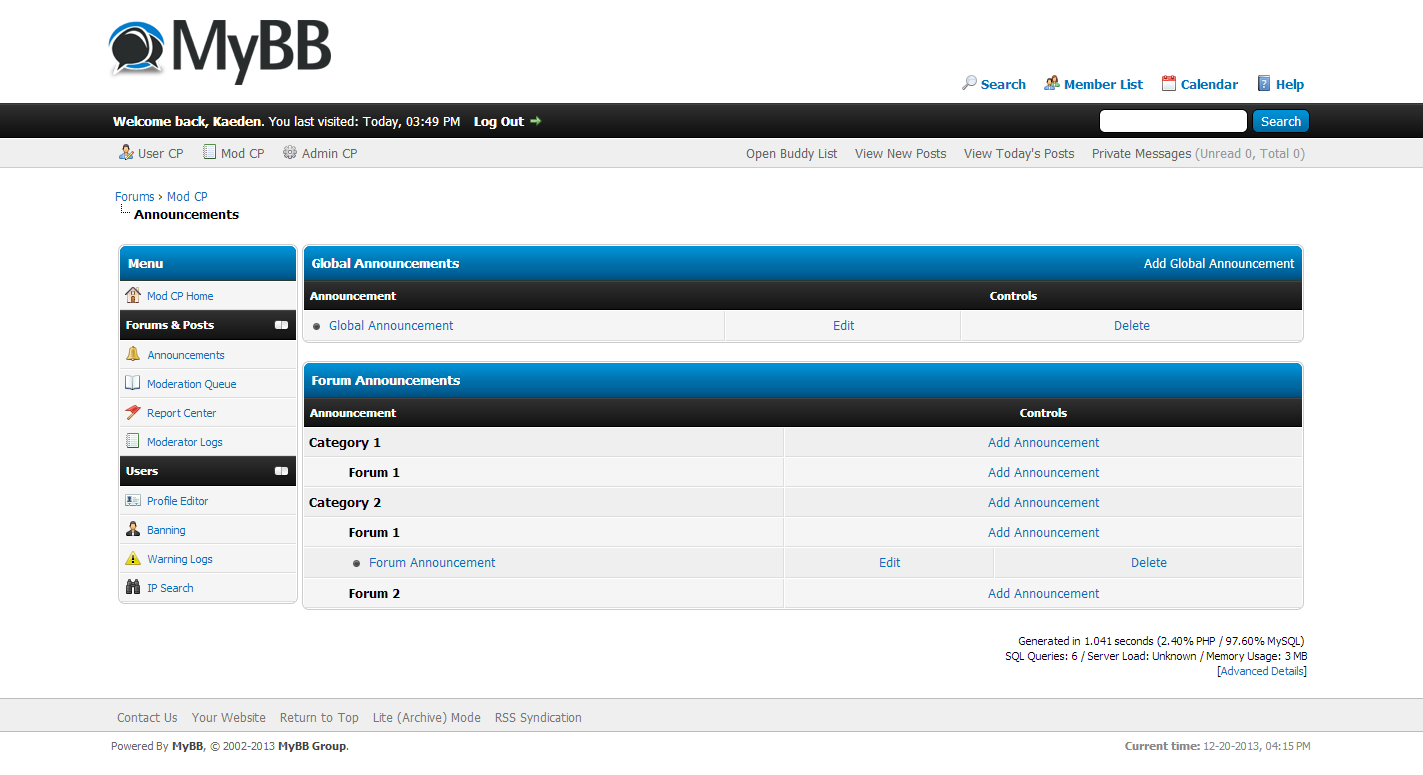 MyBB
Search Member List Calendar Help
Welcome back, Kaeden. You last visited: Today, 03:49 PM Log Out Search
User CP Mod CP Admin CP Open Buddy List View New Posts View Today's Posts Private Messages (Unread 0, Total 0)
Forums › Mod CP
Announcements
Menu
Mod CP Home
Forums & Posts
Announcements
Moderation Queue
Report Center
Moderator Logs
Users
Profile Editor
Banning
Warning Logs
IP Search
Global Announcements Add Global Announcement
Announcement Controls
Global Announcement Edit Delete
Forum Announcements
Announcement Controls
Category 1 Add Announcement
Forum 1 Add Announcement
Category 2 Add Announcement
Forum 1 Add Announcement
Forum Announcement Edit Delete
Forum 2 Add Announcement
Generated in 1.041 seconds (2.40% PHP / 97.60% MySQL)
SQL Queries: 6 / Server Load: Unknown / Memory Usage: 3 MB
[Advanced Details]
Contact Us Your Website Return to Top Lite (Archive) Mode RSS Syndication
Powered By MyBB, © 2002-2013 MyBB Group. Current time: 12-20-2013, 04:15 PM